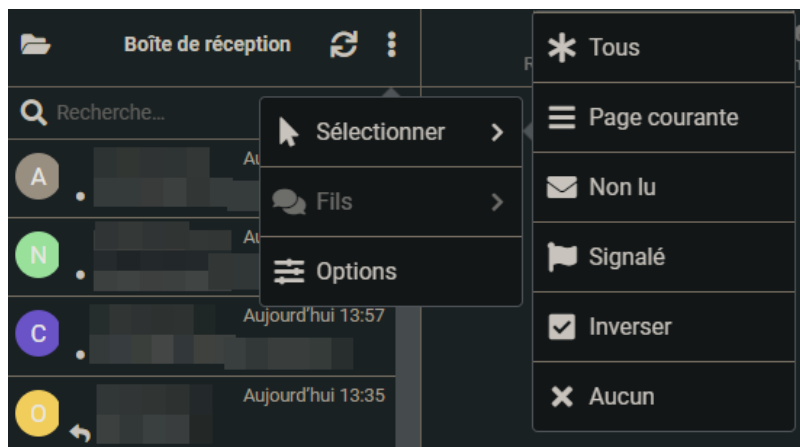 Boîte de réception
Recherche…
Sélectionner
Fils
Options
Tous
Page courante
Non lu
Signalé
Inverser
Aucun
A
N
C
Aujourd'hui 13:57
O
Aujourd'hui 13:35